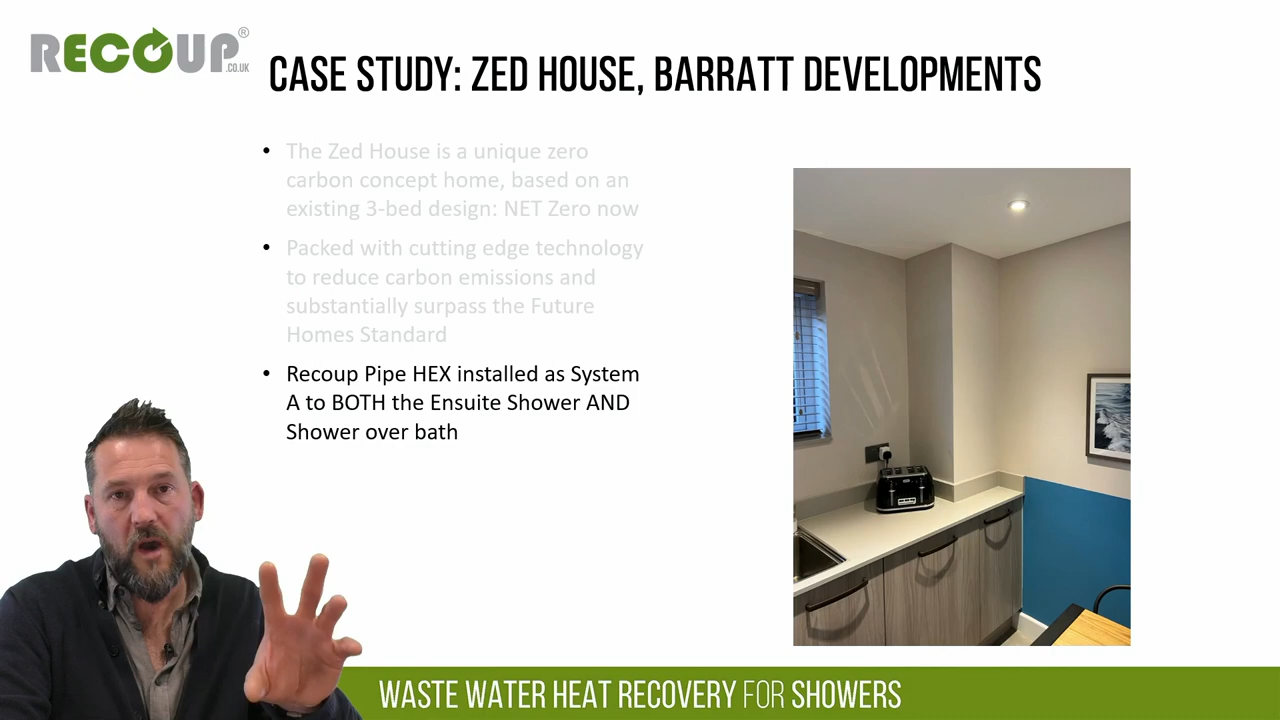 RECOUP®
.CO.UK
CASE STUDY: ZED HOUSE, BARRATT DEVELOPMENTS
• The Zed House is a unique zero
carbon concept home, based on an
existing 3-bed design: NET Zero now
• Packed with cutting edge technology
to reduce carbon emissions and
substantially surpass the Future
Homes Standard
• Recoup Pipe HEX installed as System
A to BOTH the Ensuite Shower AND
Shower over bath
WASTE WATER HEAT RECOVERY FOR SHOWERS